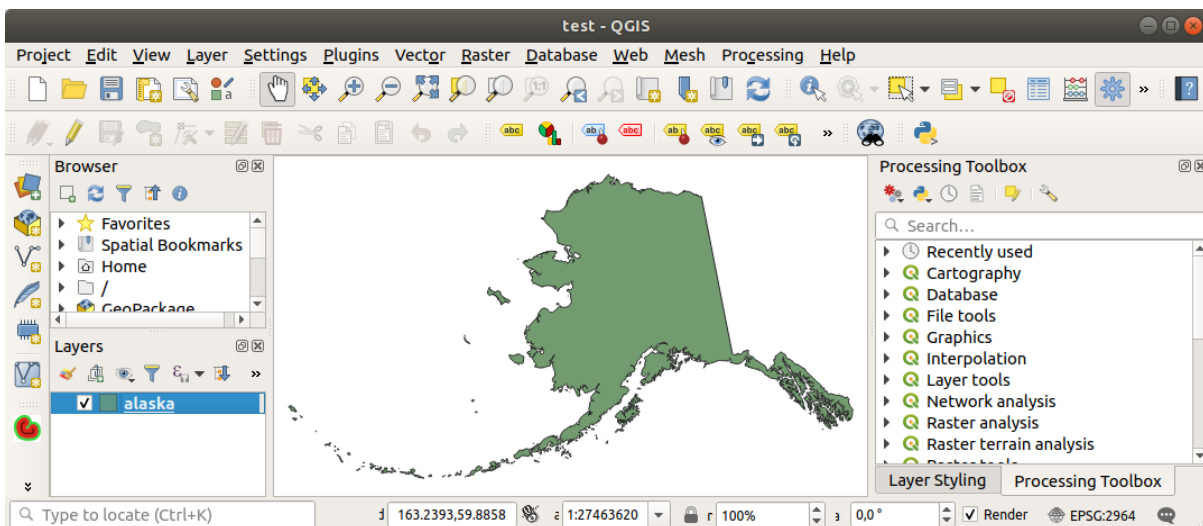 test - QGIS
Project Edit View Layer Settings Plugins Vector Raster Database Web Mesh Processing Help
Browser
Favorites
Spatial Bookmarks
Home
/
GeoPackage
Layers
alaska
Processing Toolbox
Search...
Recently used
Cartography
Database
File tools
Graphics
Interpolation
Layer tools
Network analysis
Raster analysis
Raster terrain analysis
Raster tools
Layer Styling Processing Toolbox
Type to locate (Ctrl+K) 163.2393,59.8858 1:27463620 100% 0,0 ° Render EPSG:2964